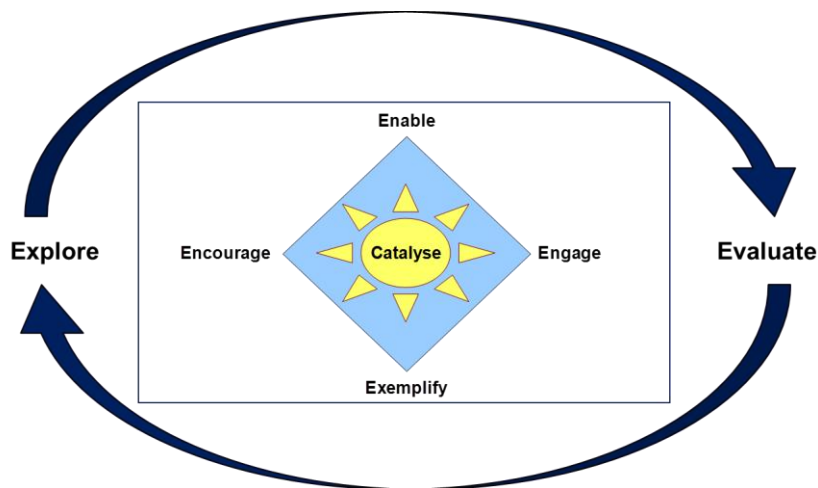 Enable
Explore
Encourage
Catalyse
Engage
Evaluate
Exemplify